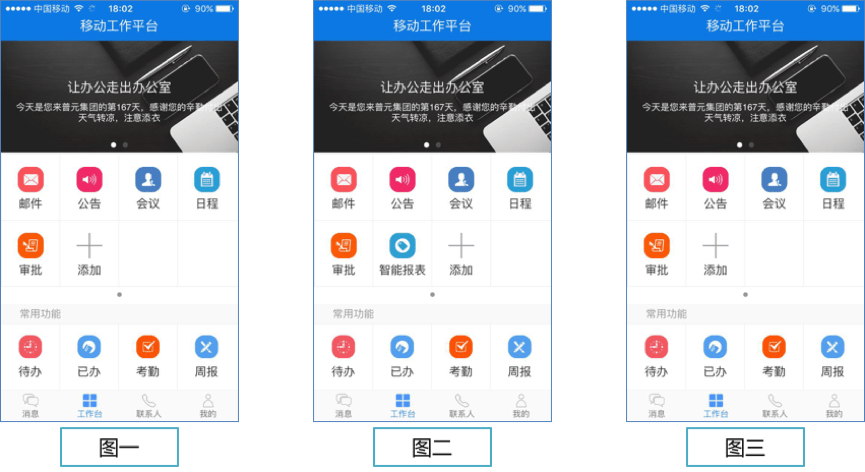 中国移动 18:02 90%
移动工作平台
让办公走出办公室
今天是您来普元集团的第167天，感谢您的辛勤付出
天气转凉，注意添衣
邮件 公告 会议 日程
审批 添加
常用功能
待办 已办 考勤 周报
消息 工作台 联系人 我的
图一
中国移动 18:02 90%
移动工作平台
让办公走出办公室
今天是您来普元集团的第167天，感谢您的辛勤付出
天气转凉，注意添衣
邮件 公告 会议 日程
审批 智能报表 添加
常用功能
待办 已办 考勤 周报
消息 工作台 联系人 我的
图二
中国移动 18:02 90%
移动工作平台
让办公走出办公室
今天是您来普元集团的第167天，感谢您的辛勤付出
天气转凉，注意添衣
邮件 公告 会议 日程
审批 添加
常用功能
待办 已办 考勤 周报
消息 工作台 联系人 我的
图三